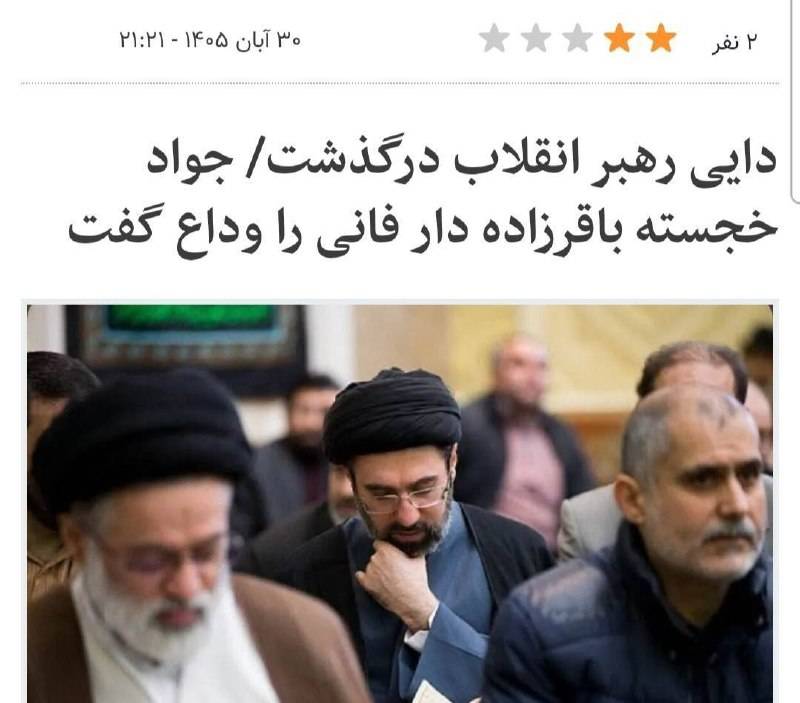 ۲ نفر
۳۰ آبان ۱۴۰۵ - ۲۱:۲۱
دایی رهبر انقلاب درگذشت/ جواد
خجسته باقرزاده دار فانی را وداع گفت